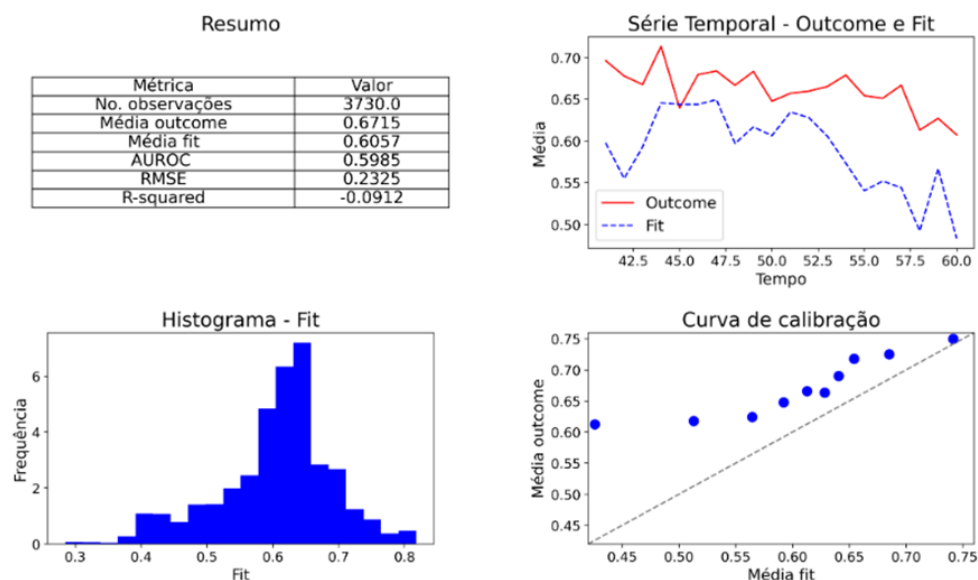 Resumo
Métrica Valor
No. observações 3730.0
Média outcome 0.6715
Média fit 0.6057
AUROC 0.5985
RMSE 0.2325
R-squared -0.0912
Série Temporal - Outcome e Fit
Média
0.70
0.65
0.60
0.55
0.50
Outcome
Fit
42.5 45.0 47.5 50.0 52.5 55.0 57.5 60.0
Tempo
Histograma - Fit
Frequência
6
4
2
0
0.3 0.4 0.5 0.6 0.7 0.8
Fit
Curva de calibração
Média outcome
0.75
0.70
0.65
0.60
0.55
0.50
0.45
0.45 0.50 0.55 0.60 0.65 0.70 0.75
Média fit